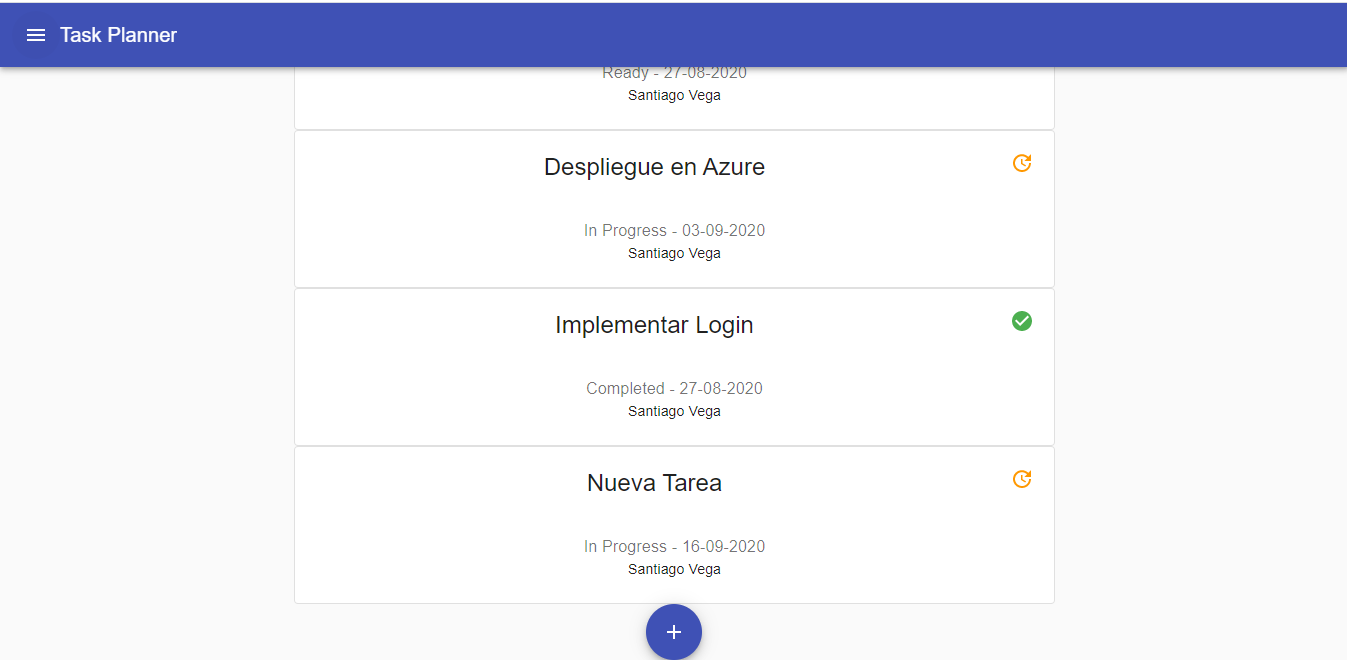 Task Planner
Ready - 27-08-2020
Santiago Vega
Despliegue en Azure
In Progress - 03-09-2020
Santiago Vega
Implementar Login
Completed - 27-08-2020
Santiago Vega
Nueva Tarea
In Progress - 16-09-2020
Santiago Vega